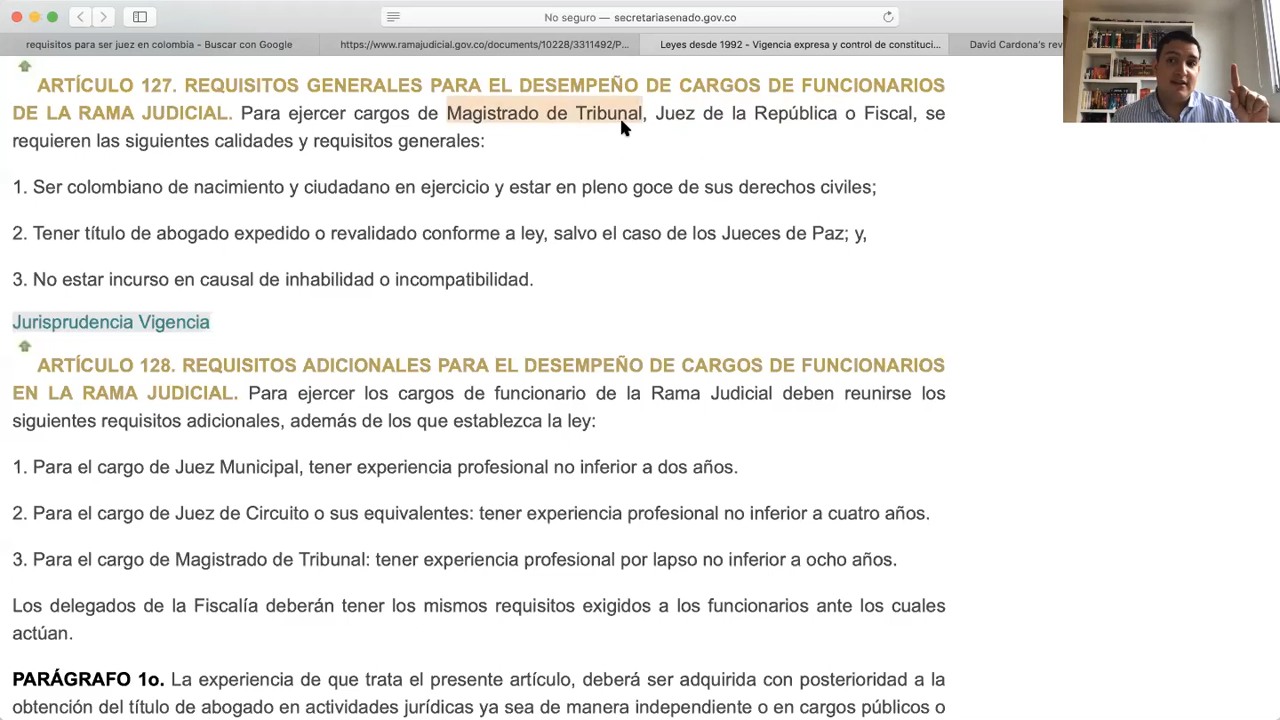 No seguro — secretariasenado.gov.co
requisitos para ser juez en colombia - Buscar con Google
https://www.ramajudicial.gov.co/documents/10228/3311492/P...
Leyes desde 1992 - Vigencia expresa y control de constituci...
David Cardona's rev
ARTÍCULO 127. REQUISITOS GENERALES PARA EL DESEMPEÑO DE CARGOS DE FUNCIONARIOS
DE LA RAMA JUDICIAL. Para ejercer cargos de Magistrado de Tribunal, Juez de la República o Fiscal, se
requieren las siguientes calidades y requisitos generales:
1. Ser colombiano de nacimiento y ciudadano en ejercicio y estar en pleno goce de sus derechos civiles;
2. Tener título de abogado expedido o revalidado conforme a ley, salvo el caso de los Jueces de Paz; y,
3. No estar incurso en causal de inhabilidad o incompatibilidad.
Jurisprudencia Vigencia
ARTÍCULO 128. REQUISITOS ADICIONALES PARA EL DESEMPEÑO DE CARGOS DE FUNCIONARIOS
EN LA RAMA JUDICIAL. Para ejercer los cargos de funcionario de la Rama Judicial deben reunirse los
siguientes requisitos adicionales, además de los que establezca la ley:
1. Para el cargo de Juez Municipal, tener experiencia profesional no inferior a dos años.
2. Para el cargo de Juez de Circuito o sus equivalentes: tener experiencia profesional no inferior a cuatro años.
3. Para el cargo de Magistrado de Tribunal: tener experiencia profesional por lapso no inferior a ocho años.
Los delegados de la Fiscalía deberán tener los mismos requisitos exigidos a los funcionarios ante los cuales
actúan.
PARÁGRAFO 1o. La experiencia de que trata el presente artículo, deberá ser adquirida con posterioridad a la
obtención del título de abogado en actividades jurídicas ya sea de manera independiente o en cargos públicos o